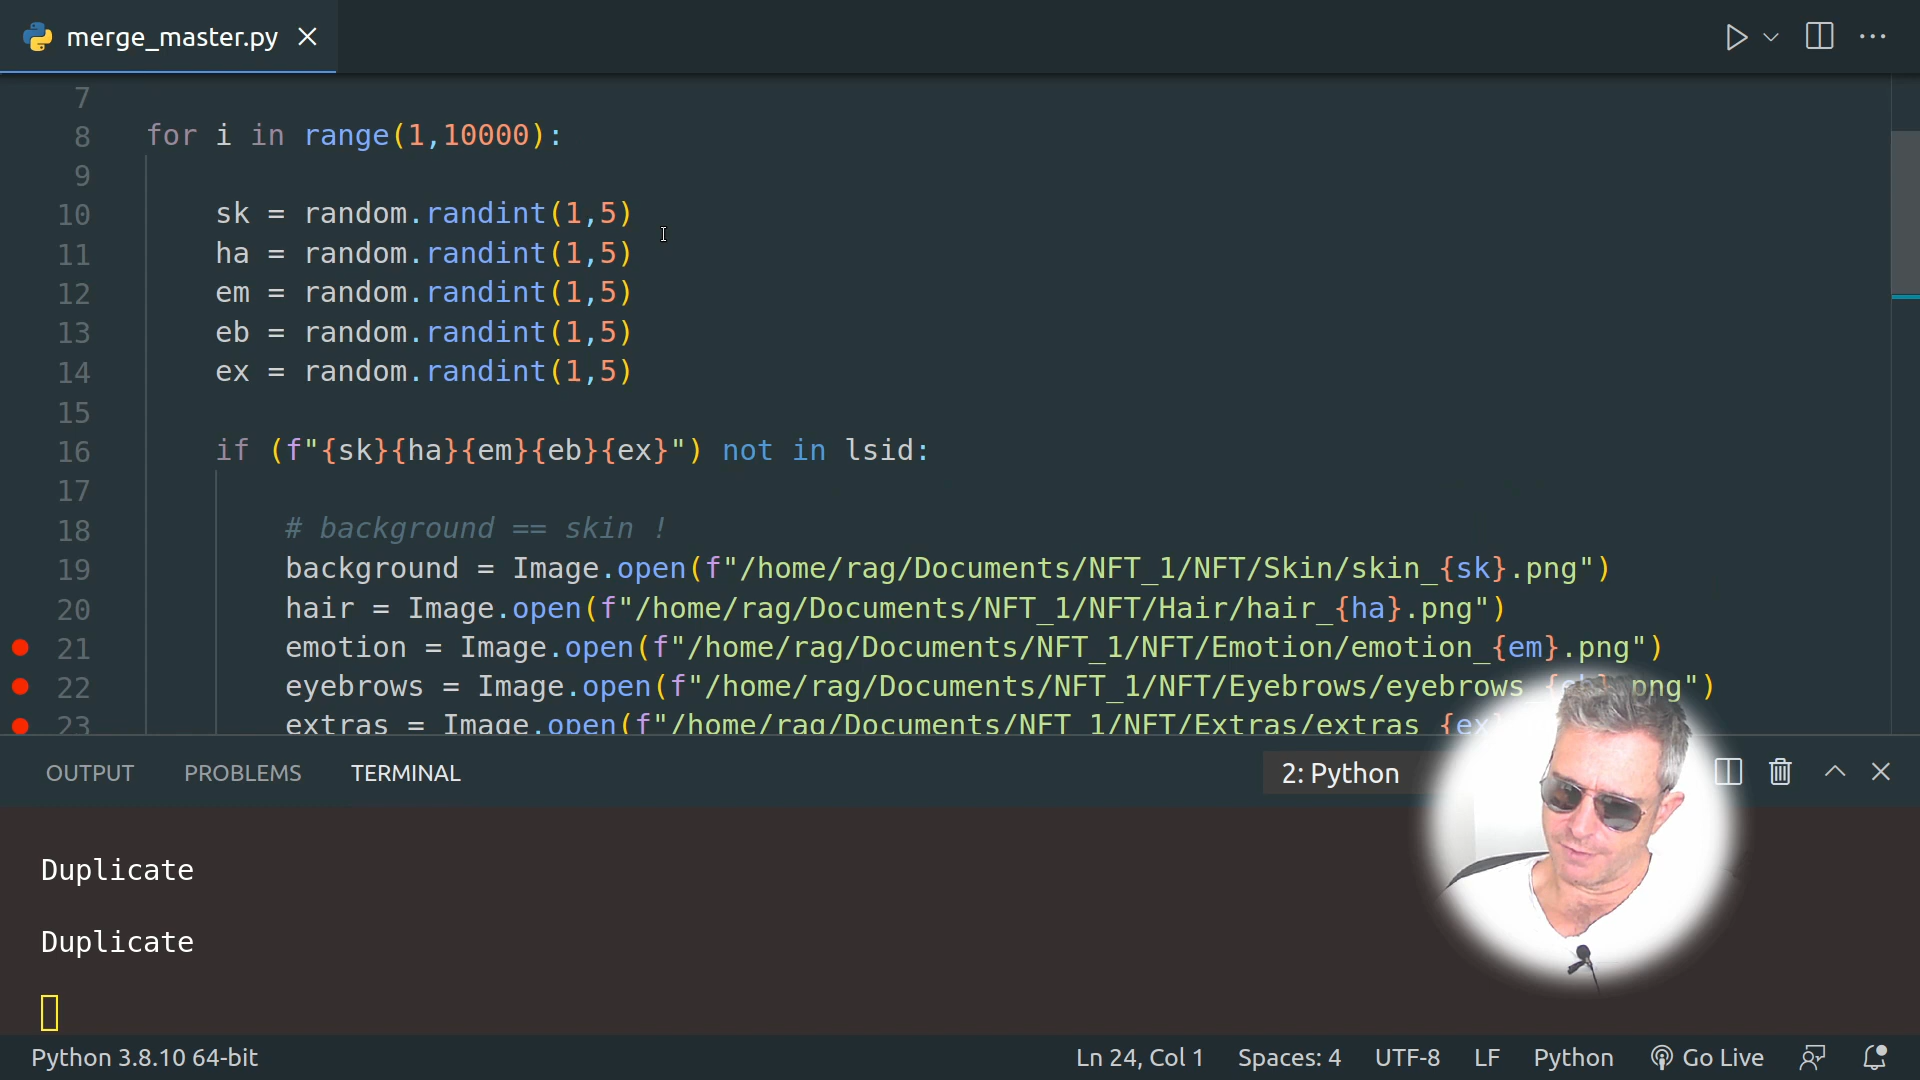 merge_master.py
7
8 for i in range(1,10000):
9
10 sk = random.randint(1,5)
11 ha = random.randint(1,5)
12 em = random.randint(1,5)
13 eb = random.randint(1,5)
14 ex = random.randint(1,5)
15
16 if (f"{sk}{ha}{em}{eb}{ex}") not in lsid:
17
18 # background == skin !
19 background = Image.open(f"/home/rag/Documents/NFT_1/NFT/Skin/skin_{sk}.png")
20 hair = Image.open(f"/home/rag/Documents/NFT_1/NFT/Hair/hair_{ha}.png")
21 emotion = Image.open(f"/home/rag/Documents/NFT_1/NFT/Emotion/emotion_{em}.png")
22 eyebrows = Image.open(f"/home/rag/Documents/NFT_1/NFT/Eyebrows/eyebrows_{eb}.png")
23 extras = Image.open(f"/home/rag/Documents/NFT_1/NFT/Extras/extras_{ex
OUTPUT PROBLEMS TERMINAL 2: Python
Duplicate
Duplicate
Python 3.8.10 64-bit Ln 24, Col 1 Spaces: 4 UTF-8 LF Python Go Live